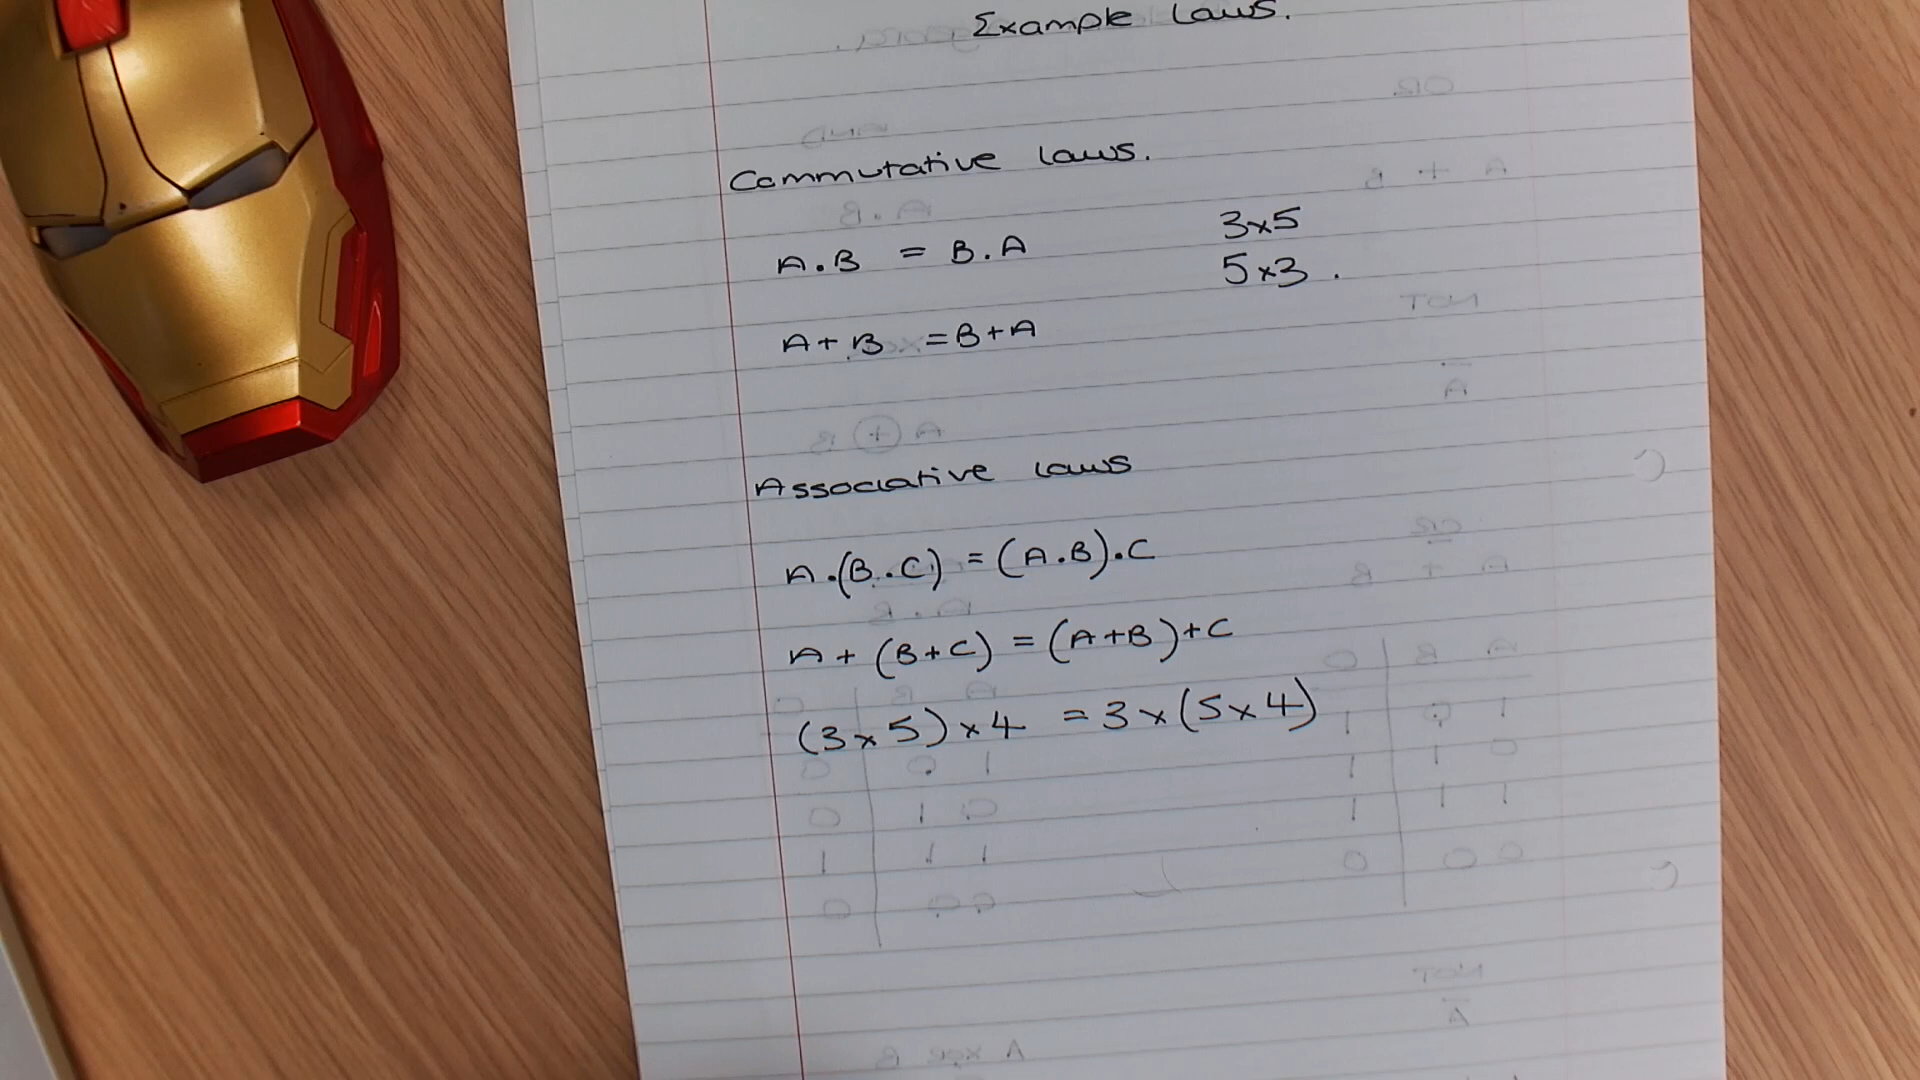 Example Laws.
Commutative Laws.
A.B = B.A
3x5
5x3.
A+B = B+A
Associative Laws
A.(B.C) = (A.B).C
A + (B+C) = (A+B)+C
(3x5)x4 = 3x(5x4)